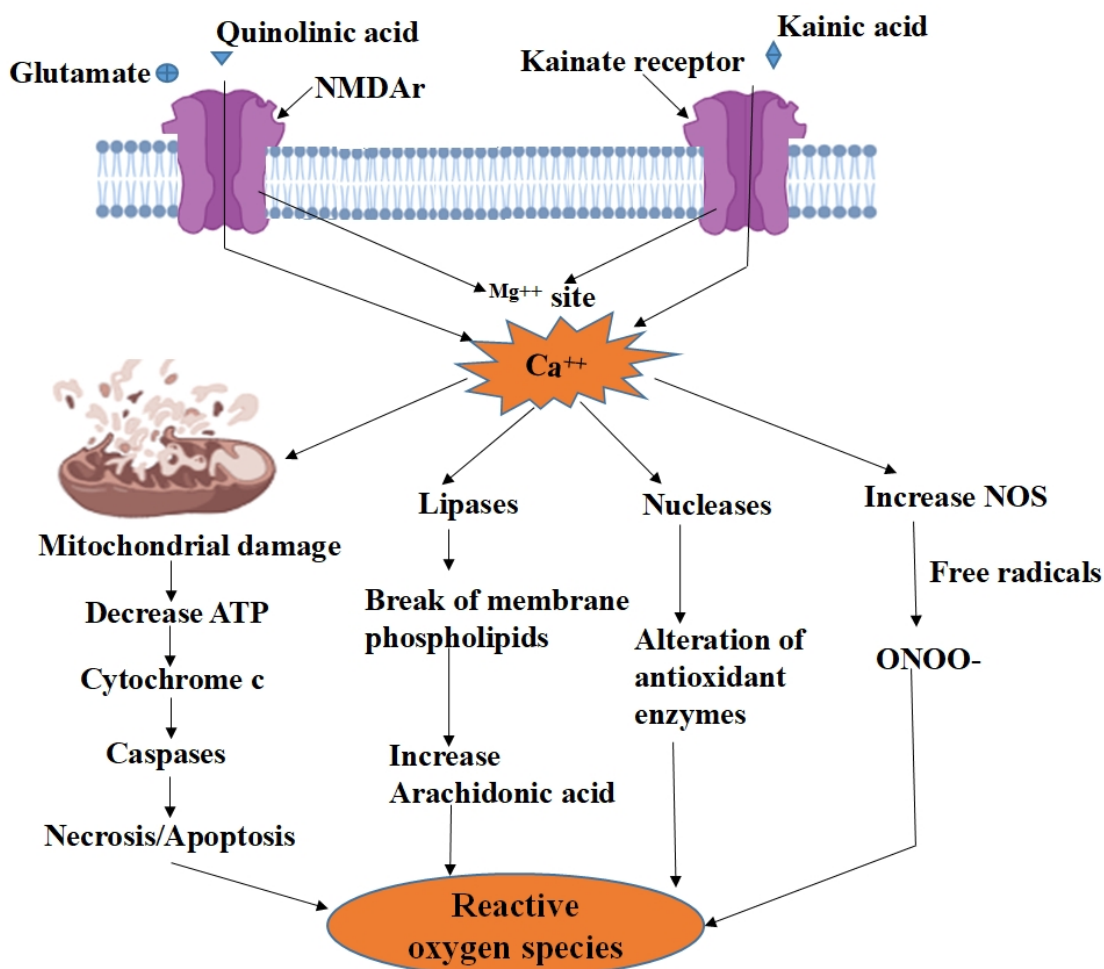 Quinolinic acid
Glutamate
NMDAr
Kainic acid
Kainate receptor
Mg++ site
Ca++
Mitochondrial damage
Decrease ATP
Cytochrome c
Caspases
Necrosis/Apoptosis
Lipases
Break of membrane
phospholipids
Increase
Arachidonic acid
Nucleases
Alteration of
antioxidant
enzymes
Increase NOS
Free radicals
ONOO-
Reactive
oxygen species